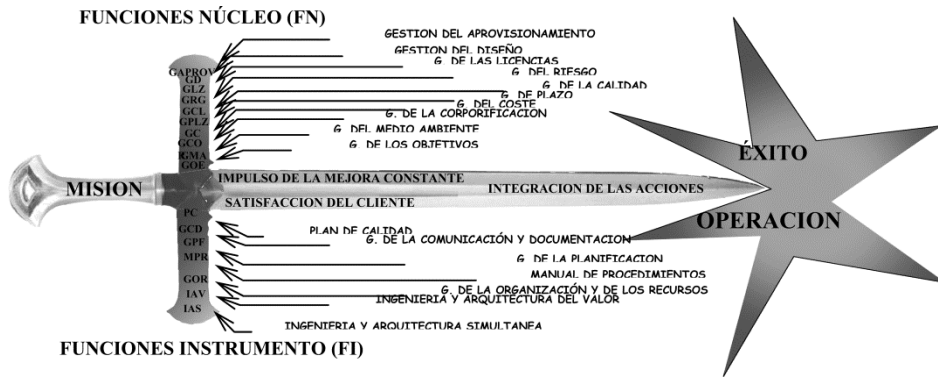 FUNCIONES NÚCLEO (FN)
GESTION DEL APROVISIONAMIENTO
GESTION DEL DISEÑO
G. DE LAS LICENCIAS
G. DEL RIESGO
G. DE LA CALIDAD
G. DE PLAZO
G. DEL COSTE
G. DE LA CORPORIFICACION
G. DEL MEDIO AMBIENTE
G. DE LOS OBJETIVOS
GAPROV
GD
GLZ
GRG
GCL
GPLZ
GC
GCO
GMA
GOE
MISION
IMPULSO DE LA MEJORA CONSTANTE
INTEGRACION DE LAS ACCIONES
SATISFACCION DEL CLIENTE
ÉXITO
OPERACION
PC
GCD
GPF
MPR
GOR
IAV
IAS
PLAN DE CALIDAD
G. DE LA COMUNICACIÓN Y DOCUMENTACION
G. DE LA PLANIFICACION
MANUAL DE PROCEDIMIENTOS
G. DE LA ORGANIZACIÓN Y DE LOS RECURSOS
INGENIERIA Y ARQUITECTURA DEL VALOR
INGENIERIA Y ARQUITECTURA SIMULTANEA
FUNCIONES INSTRUMENTO (FI)